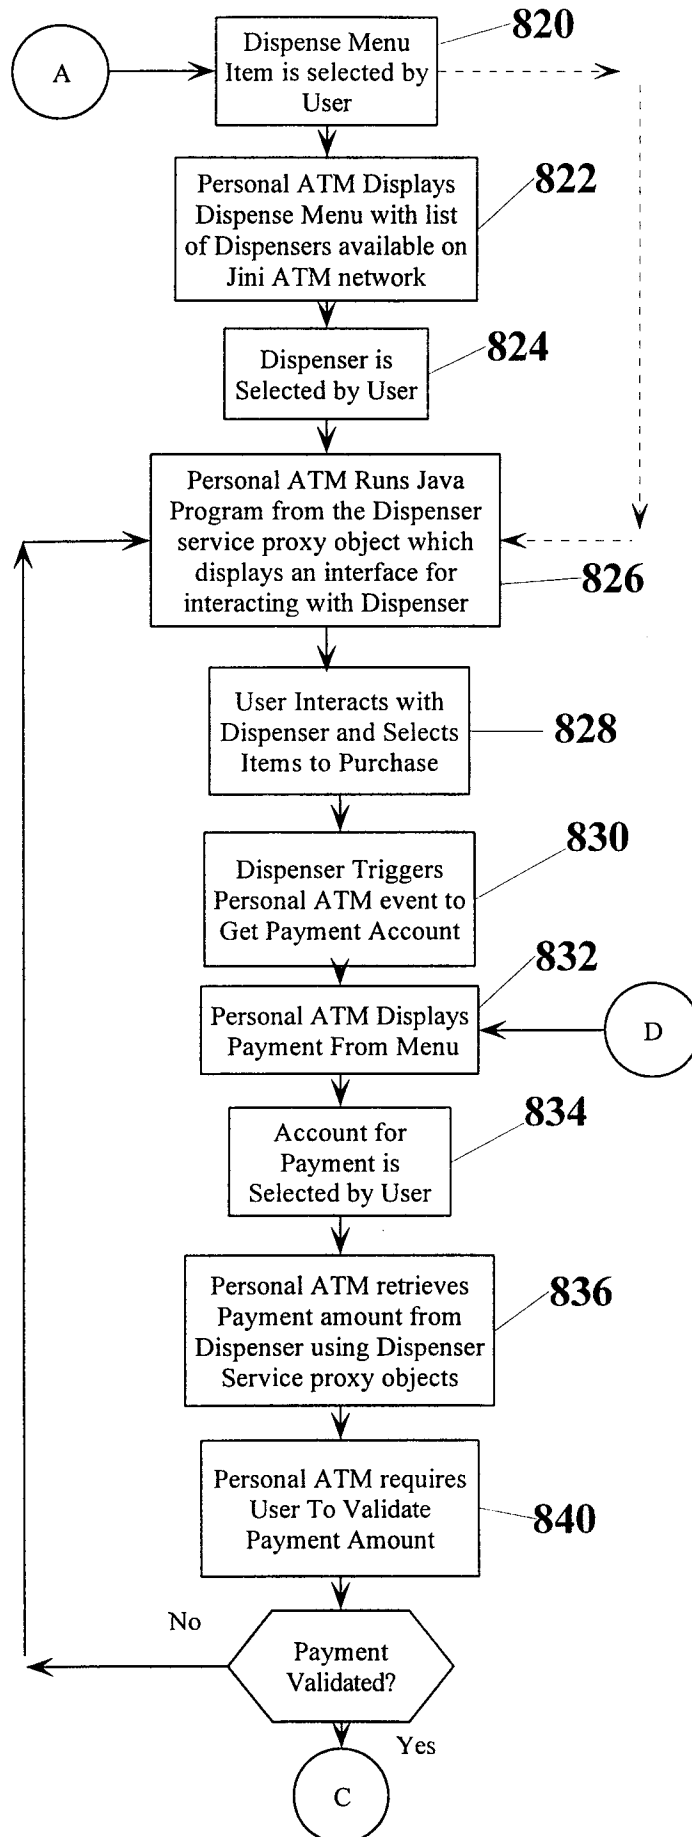 820
Dispense Menu
Item is selected by
User
A
822
Personal ATM Displays
Dispense Menu with list
of Dispensers available on
Jini ATM network
824
Dispenser is
Selected by User
Personal ATM Runs Java
Program from the Dispenser
service proxy object which
displays an interface for
interacting with Dispenser
826
User Interacts with
Dispenser and Selects
Items to Purchase
828
830
Dispenser Triggers
Personal ATM event to
Get Payment Account
832
Personal ATM Displays
Payment From Menu
D
834
Account for
Payment is
Selected by User
Personal ATM retrieves
Payment amount from
Dispenser using Dispenser
Service proxy objects
836
Personal ATM requires
User To Validate
Payment Amount
840
No
Payment
Validated?
Yes
C